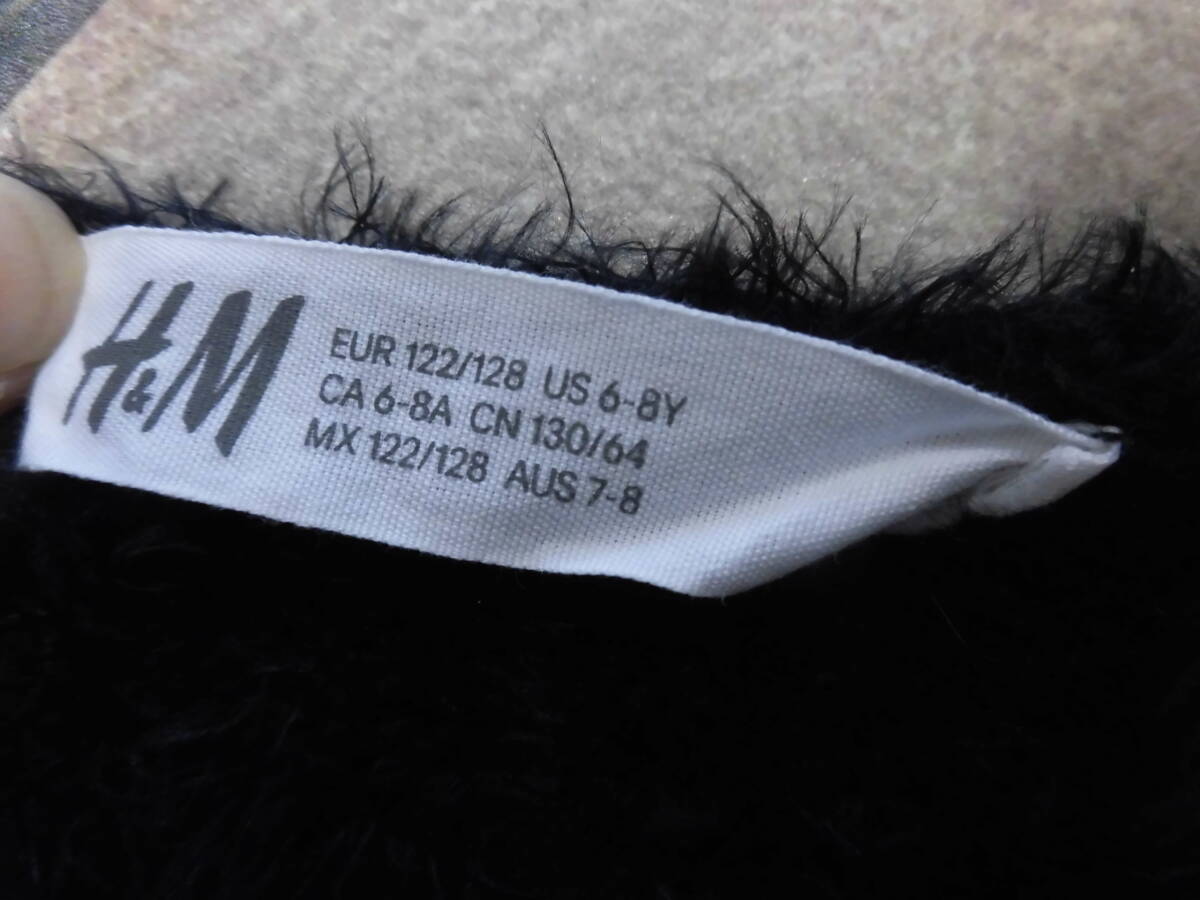 H&M
EUR 122/128 US 6-8Y
CA 6-8A CN 130/64
MX 122/128 AUS 7-8